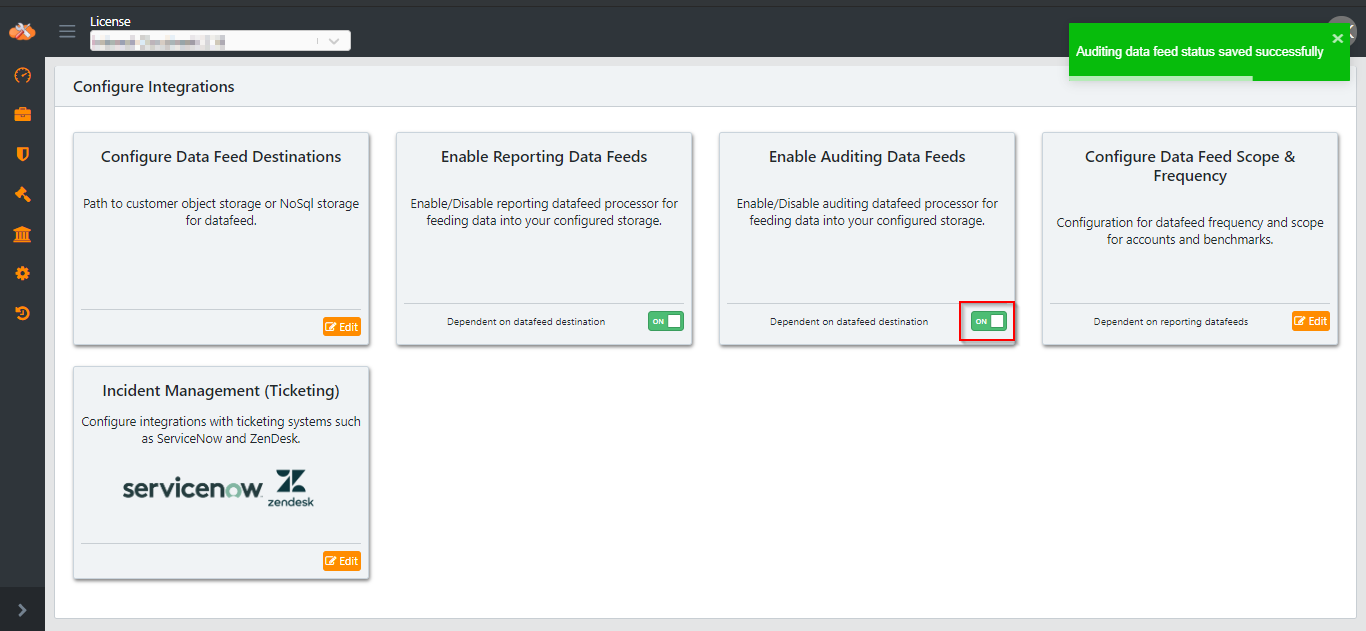 License
Auditing data feed status saved successfully
Configure Integrations
Configure Data Feed Destinations
Path to customer object storage or NoSql storage
for datafeed.
Edit
Enable Reporting Data Feeds
Enable/Disable reporting datafeed processor for
feeding data into your configured storage.
Dependent on datafeed destination
ON
Enable Auditing Data Feeds
Enable/Disable auditing datafeed processor for
feeding data into your configured storage.
Dependent on datafeed destination
ON
Configure Data Feed Scope &
Frequency
Configuration for datafeed frequency and scope
for accounts and benchmarks.
Dependent on reporting datafeeds
Edit
Incident Management (Ticketing)
Configure integrations with ticketing systems such
as ServiceNow and ZenDesk.
servicenow
zendesk
Edit